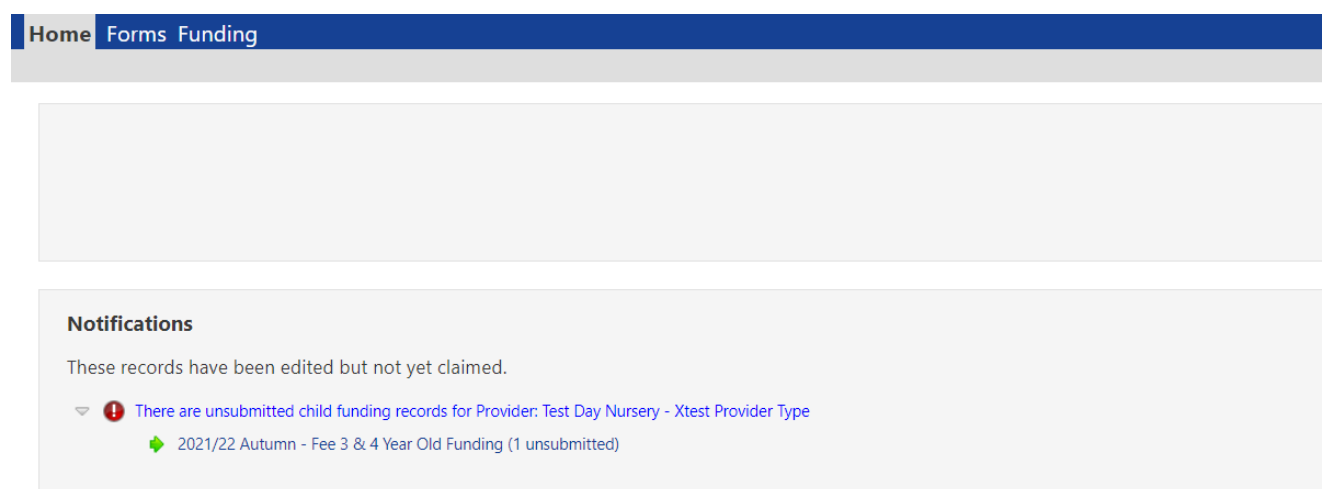 Home Forms Funding
Notifications
These records have been edited but not yet claimed.
There are unsubmitted child funding records for Provider: Test Day Nursery - Xtest Provider Type
2021/22 Autumn - Fee 3 & 4 Year Old Funding (1 unsubmitted)